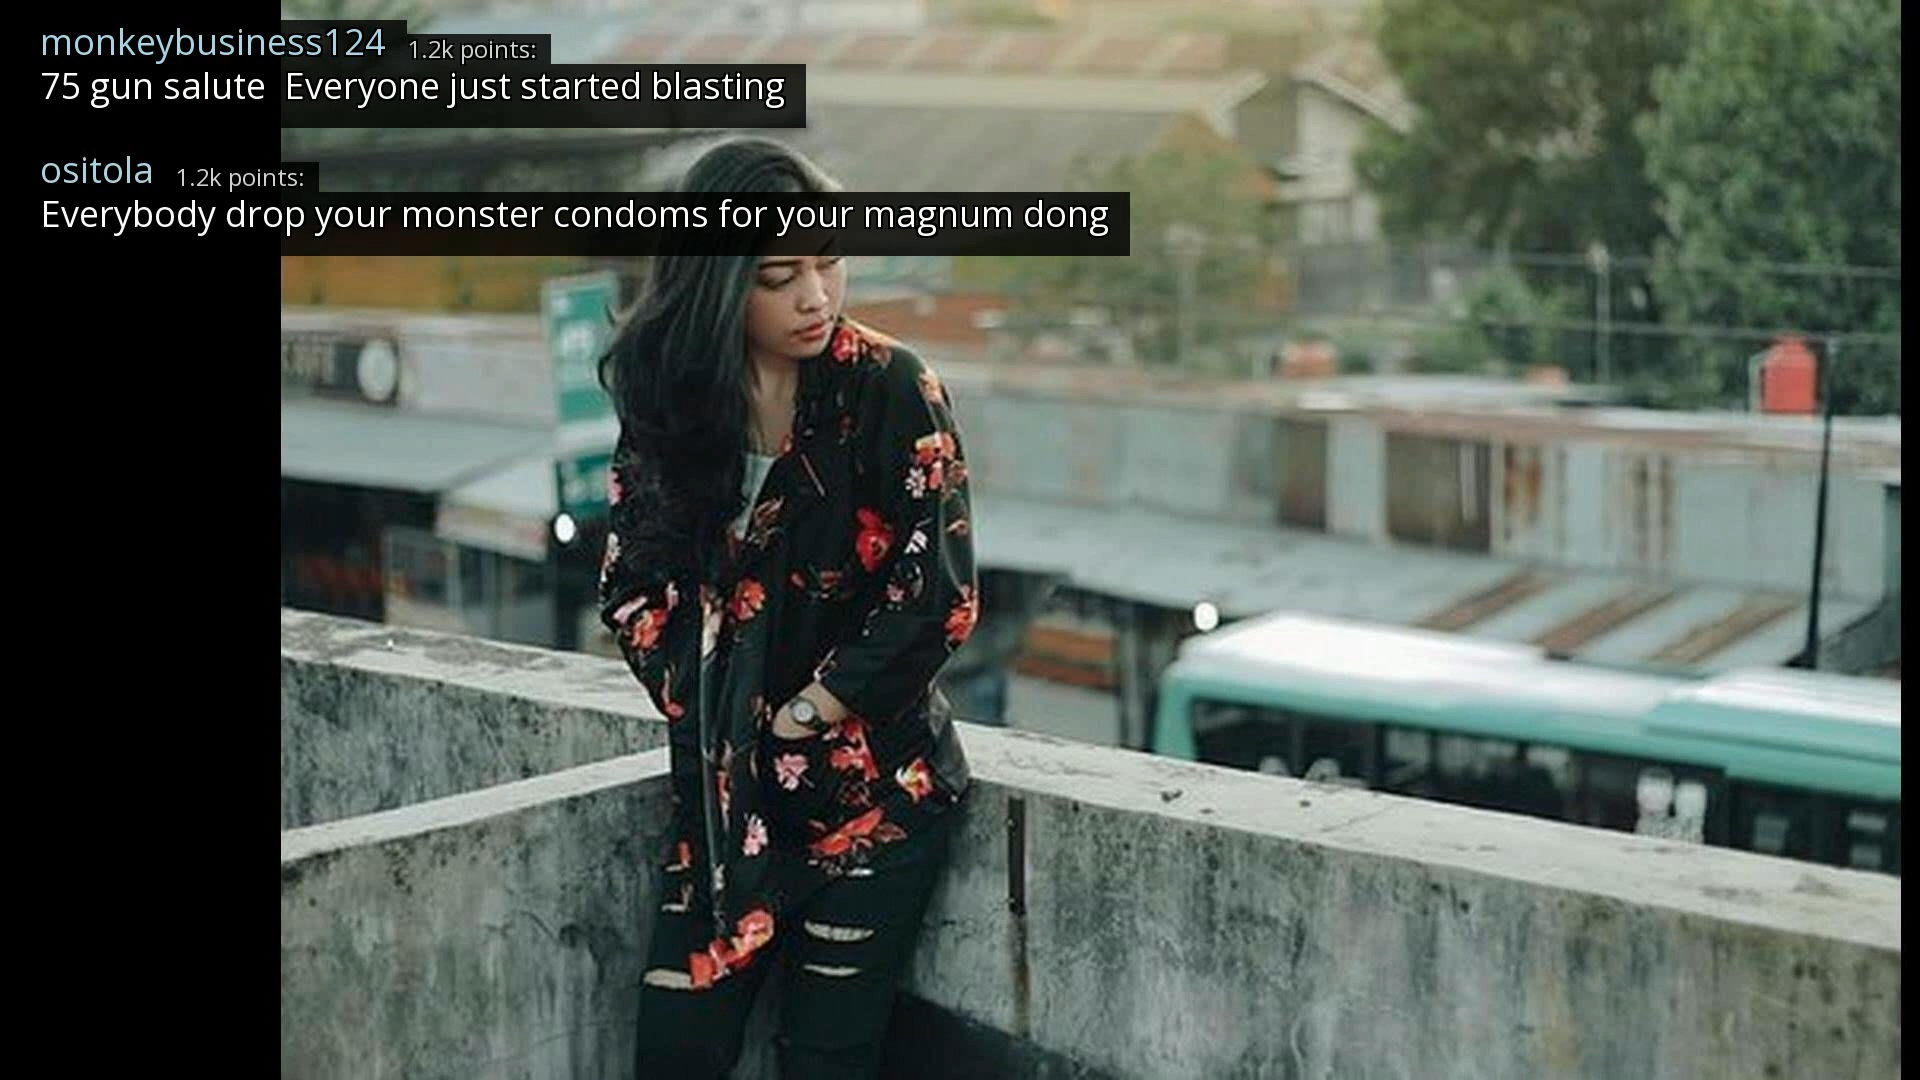 monkeybusiness124 1.2k points:
75 gun salute Everyone just started blasting
ositola 1.2k points:
Everybody drop your monster condoms for your magnum dong